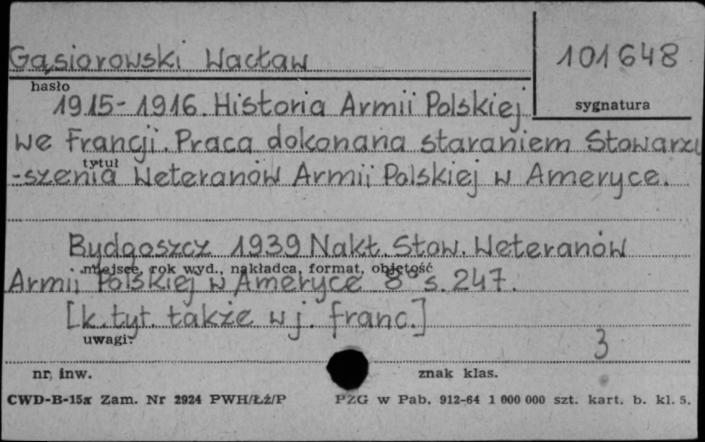 Gąsiorowski Wacław
101648
hasło
sygnatura
1915-1916. Historia Armii Polskiej
we Francji. Praca dokonana staraniem Stowarzy
tytuł
-szenia Weteranów Armii Polskiej w Ameryce.
Bydgoszcz 1939 Nakł. Stow. Weteranów
miejsce, rok wyd., nakładca, format, objętość
Armii Polskiej w Ameryce 8° s. 247.
[k. tyt. także w j. franc.]
uwagi:
3
nr. inw.
znak klas.
CWD-B-15a Zam. Nr 2924 PWH/Łż/P
PZG w Pab. 912-64 1 000 000 szt. kart. b. kl. 5.